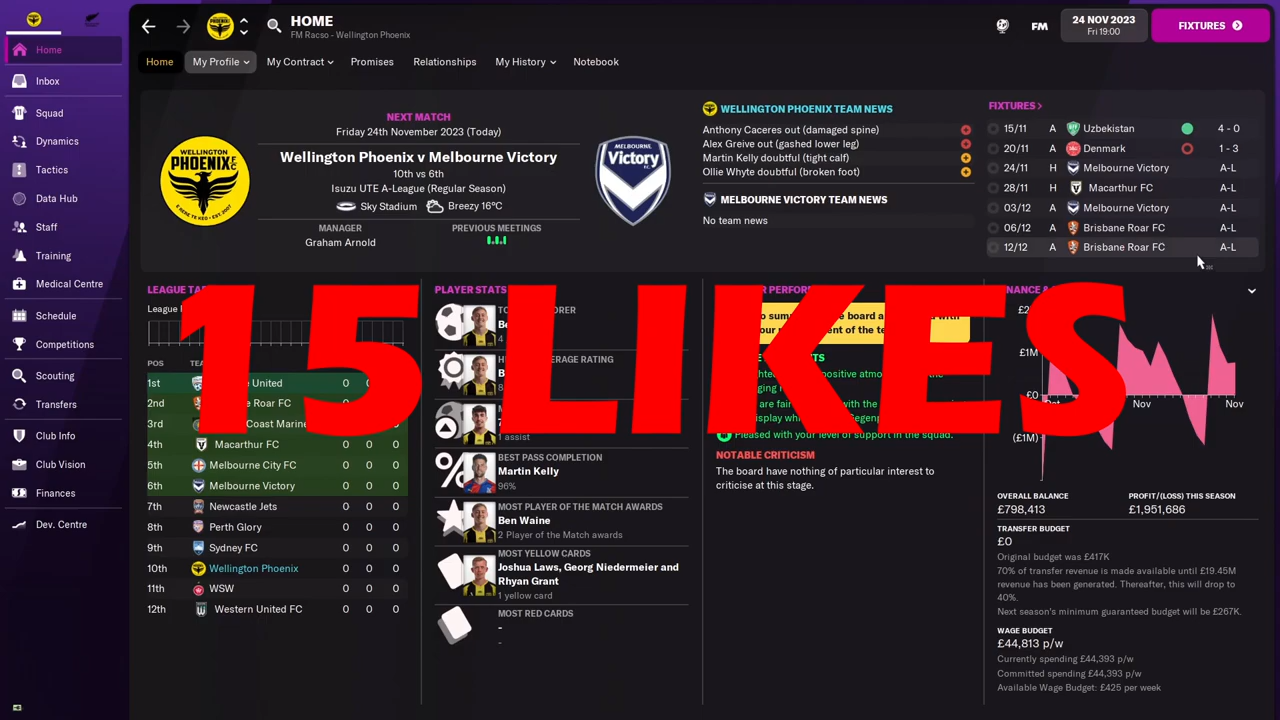 HOME
FM Racso - Wellington Phoenix
FM
24 NOV 2023
Fri 19:00
FIXTURES
Home
Inbox
Squad
Dynamics
Tactics
Data Hub
Staff
Training
Medical Centre
Schedule
Competitions
Scouting
Transfers
Club Info
Club Vision
Finances
Dev. Centre
Home
My Profile
My Contract
Promises
Relationships
My History
Notebook
NEXT MATCH
Friday 24th November 2023 (Today)
Wellington Phoenix v Melbourne Victory
10th vs 6th
Isuzu UTE A-League (Regular Season)
Sky Stadium
Breezy 16°C
MANAGER
Graham Arnold
PREVIOUS MEETINGS
WELLINGTON PHOENIX TEAM NEWS
Anthony Caceres out (damaged spine)
Alex Greive out (gashed lower leg)
Martin Kelly doubtful (tight calf)
Ollie Whyte doubtful (broken foot)
MELBOURNE VICTORY TEAM NEWS
No team news
FIXTURES >
15/11 A Uzbekistan 4 - 0
20/11 A Denmark 1 - 3
24/11 H Melbourne Victory A-L
28/11 H Macarthur FC A-L
03/12 A Melbourne Victory A-L
06/12 A Brisbane Roar FC A-L
12/12 A Brisbane Roar FC A-L
15 LIKES
POS
1st United 0
2nd Roar FC 0 0
3rd Coast 0
4th Macarthur FC 0 0 0
5th Melbourne City FC 0 0 0
6th Melbourne Victory 0 0 0
7th Newcastle Jets 0 0 0
8th Perth Glory 0 0 0
9th Sydney FC 0 0 0
10th Wellington Phoenix 0 0 0
11th WSW 0 0 0
12th Western United FC 0 0 0
PLAYER
1 assist
BEST PASS COMPLETION
Martin Kelly
96%
MOST PLAYER OF THE MATCH AWARDS
Ben Waine
2 Player of the Match awards
MOST YELLOW CARDS
Joshua Laws, Georg Niedermeier and
Rhyan Grant
1 yellow card
MOST RED CARDS
-
-
Pleased with your level of support in the squad.
NOTABLE CRITICISM
The board have nothing of particular interest to
criticise at this stage.
£1M
£0
(£1M)
Nov
Nov
OVERALL BALANCE
£798,413
PROFIT/(LOSS) THIS SEASON
£1,951,686
TRANSFER BUDGET
£0
Original budget was £417K
70% of transfer revenue is made available until £19.45M
revenue has been generated. Thereafter, this will drop to
40%.
Next season's minimum guaranteed budget will be £267K.
WAGE BUDGET
£44,813 p/w
Currently spending £44,393 p/w
Committed spending £44,393 p/w
Available Wage Budget: £425 per week